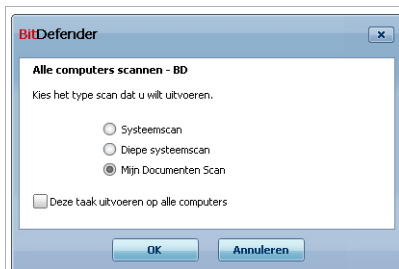 BitDefender
Alle computers scannen - BD
Kies het type scan dat u wilt uitvoeren.
Systeemscan
Diepe systeemscan
Mijn Documenten Scan
Deze taak uitvoeren op alle computers
OK Annuleren